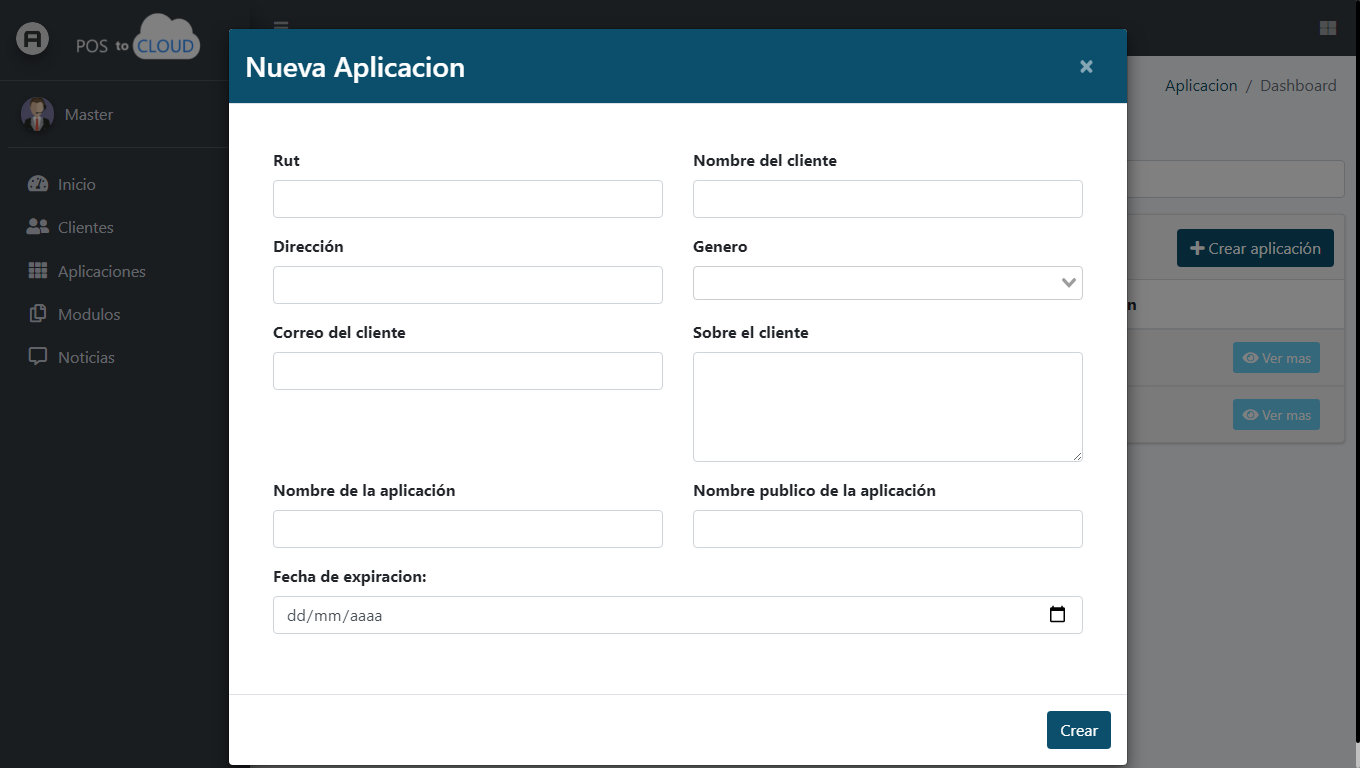 POS to CLOUD
Master
Inicio
Clientes
Aplicaciones
Modulos
Noticias
Nueva Aplicacion
×
Rut
Nombre del cliente
Dirección
Genero
Correo del cliente
Sobre el cliente
Nombre de la aplicación
Nombre publico de la aplicación
Fecha de expiracion:
dd/mm/aaaa
Crear
Aplicacion / Dashboard
Crear aplicación
n
Ver mas
Ver mas